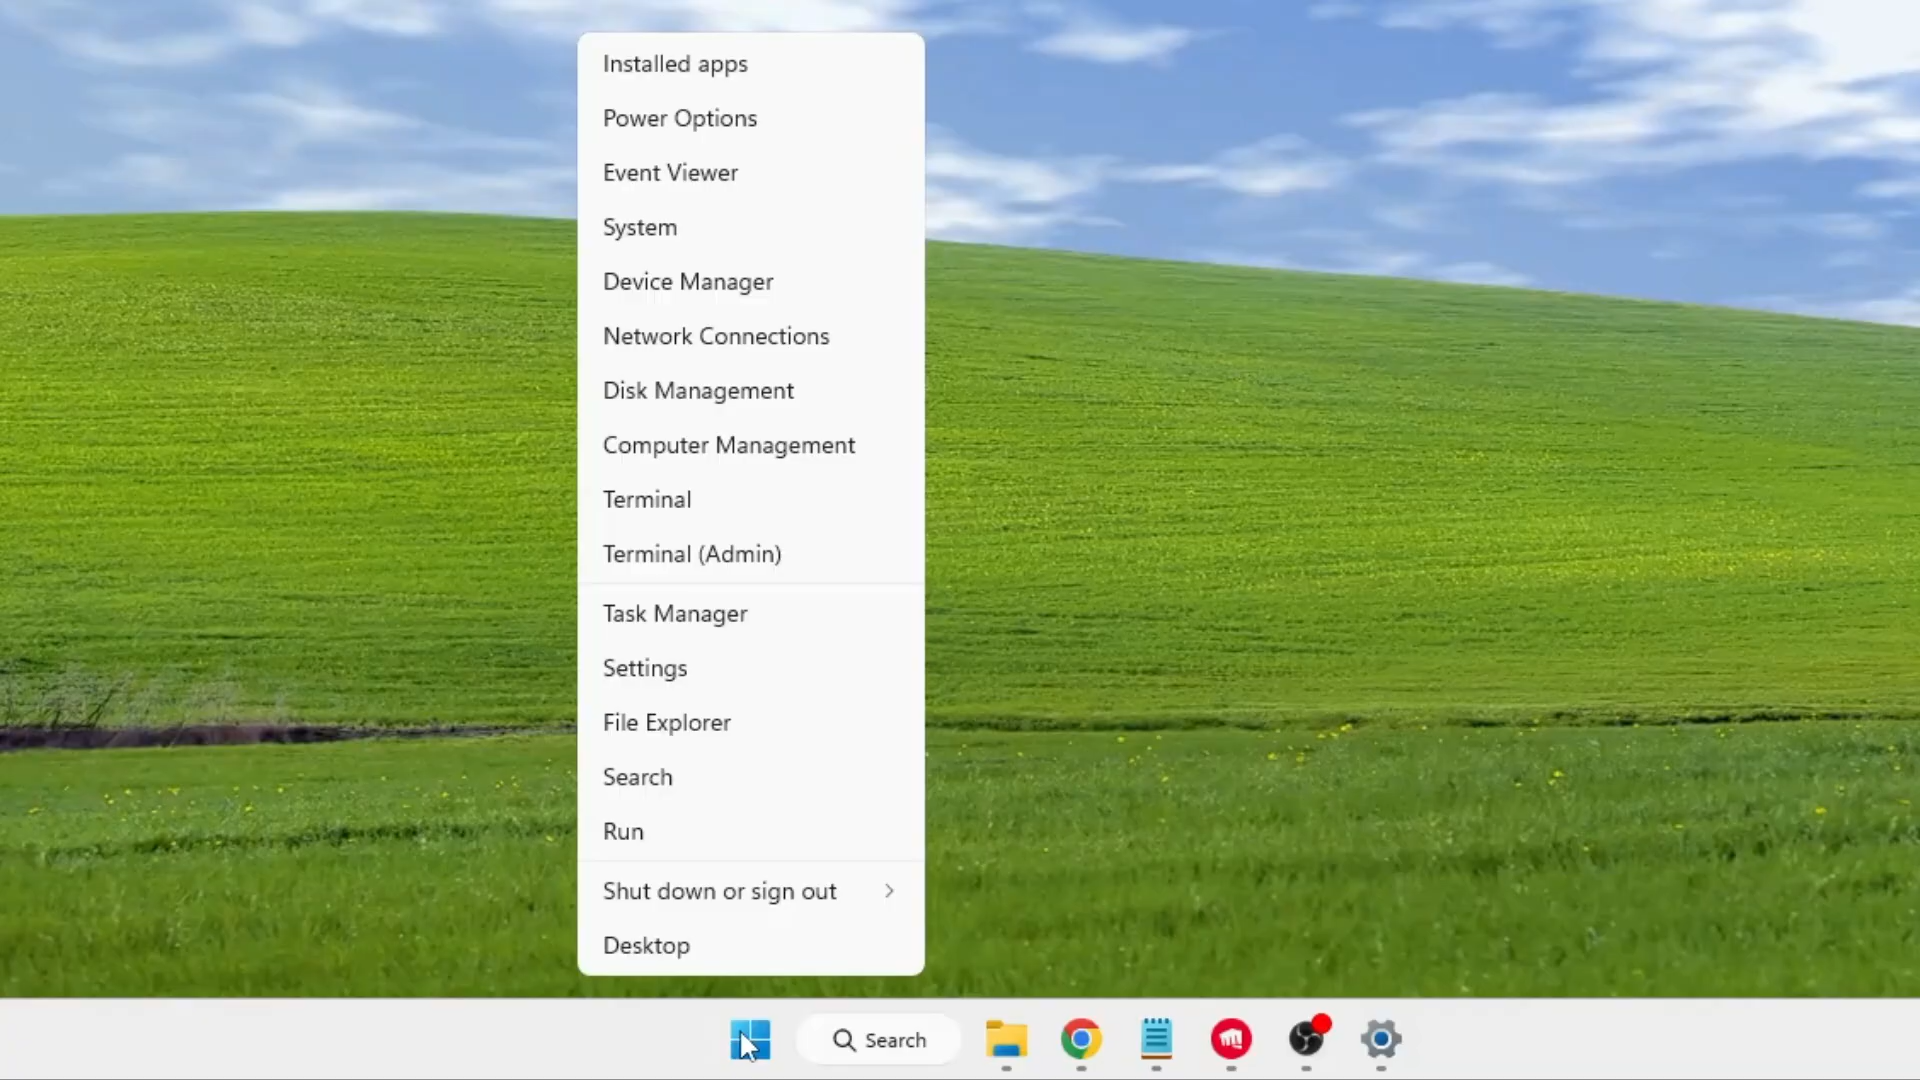 Installed apps
Power Options
Event Viewer
System
Device Manager
Network Connections
Disk Management
Computer Management
Terminal
Terminal (Admin)
Task Manager
Settings
File Explorer
Search
Run
Shut down or sign out
Desktop
Search